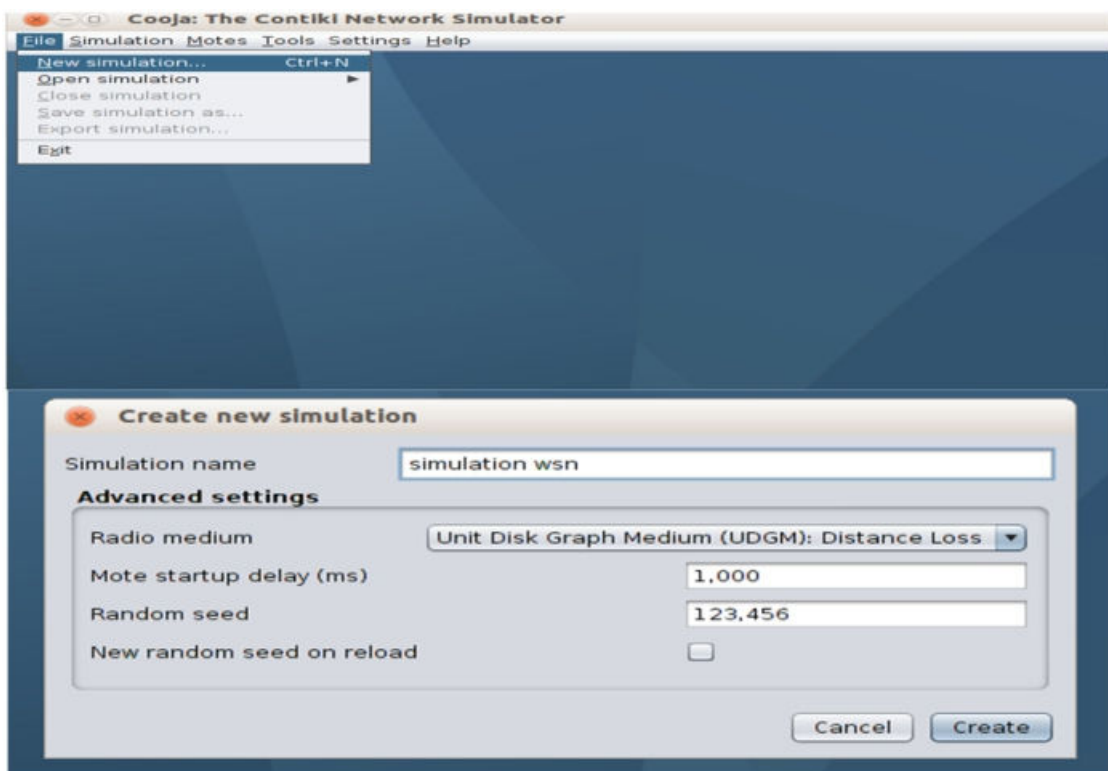 Cooja: The Contiki Network Simulator
File Simulation Motes Tools Settings Help
New simulation... Ctrl+N
Open simulation
Close simulation
Save simulation as...
Export simulation...
Exit
Create new simulation
Simulation name simulation wsn
Advanced settings
Radio medium Unit Disk Graph Medium (UDGM): Distance Loss
Mote startup delay (ms) 1,000
Random seed 123,456
New random seed on reload
Cancel Create